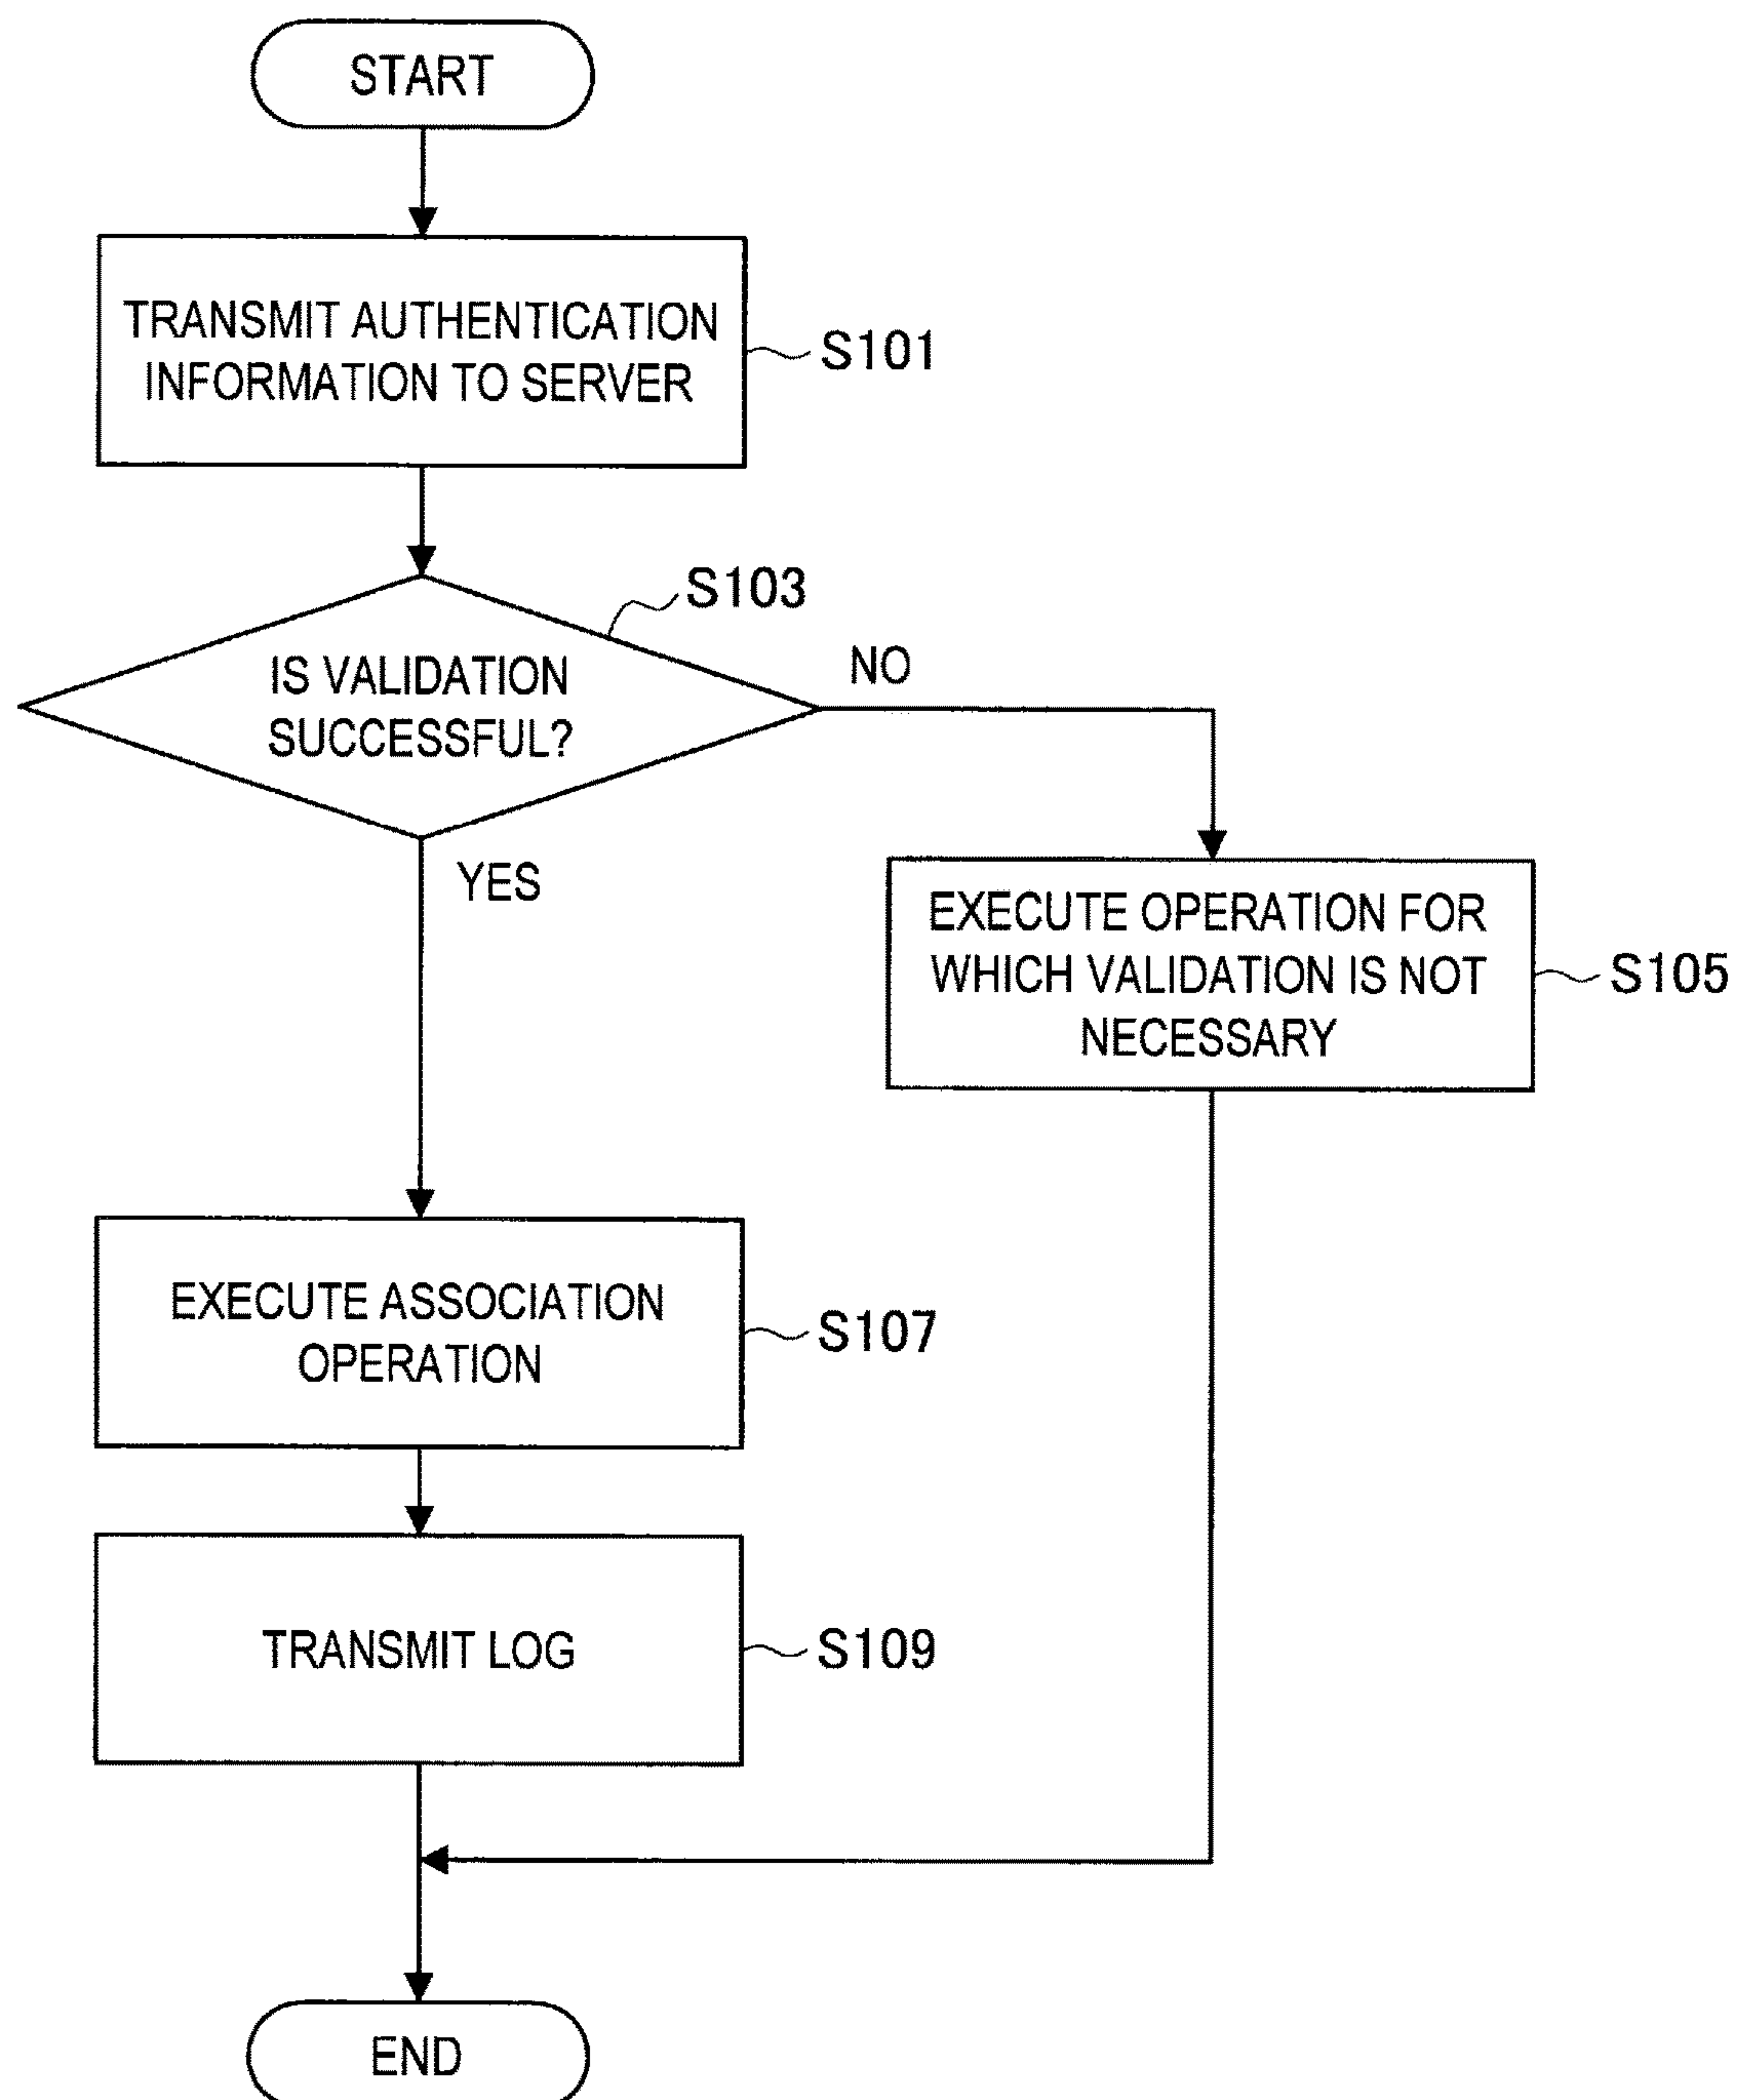 START
TRANSMIT AUTHENTICATION
INFORMATION TO SERVER
S101
S103
IS VALIDATION
SUCCESSFUL?
NO
YES
EXECUTE OPERATION FOR
WHICH VALIDATION IS NOT
NECESSARY
S105
EXECUTE ASSOCIATION
OPERATION
S107
TRANSMIT LOG
S109
END